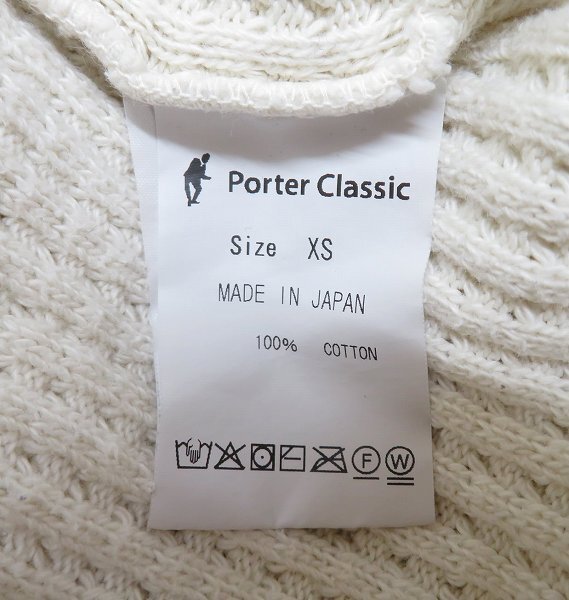 Porter Classic
Size XS
MADE IN JAPAN
100% COTTON
F W